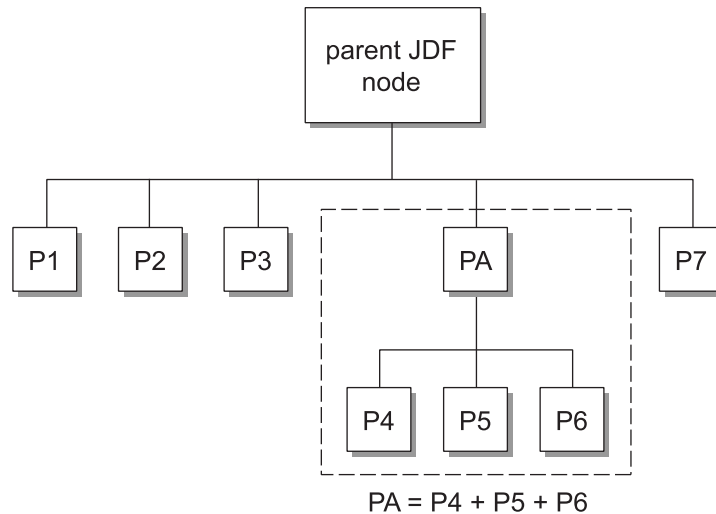 parent JDF
node
P1
P2
P3
PA
P7
P4
P5
P6
PA = P4 + P5 + P6